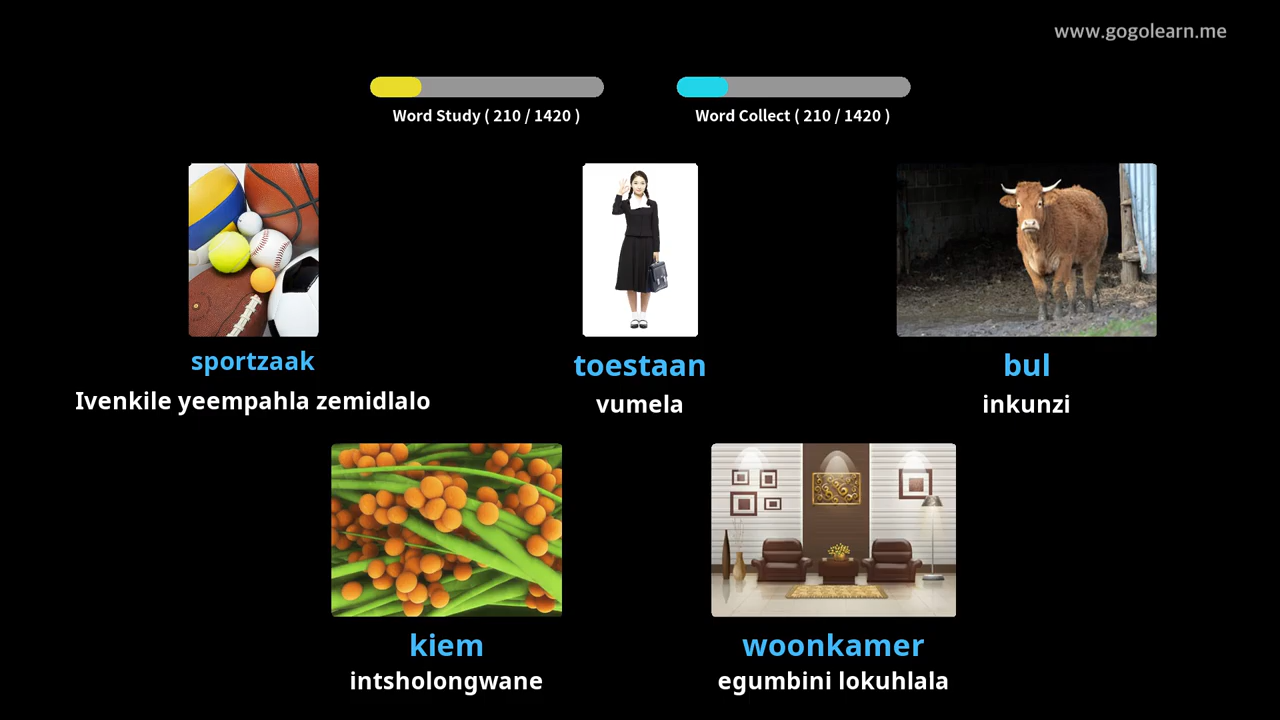 www.gogolearn.me
Word Study ( 210 / 1420 )
Word Collect ( 210 / 1420 )
sportzaak
toestaan
bul
Ivenkile yeempahla zemidlalo
vumela
inkunzi
kiem
woonkamer
intsholongwane
egumbini lokuhlala